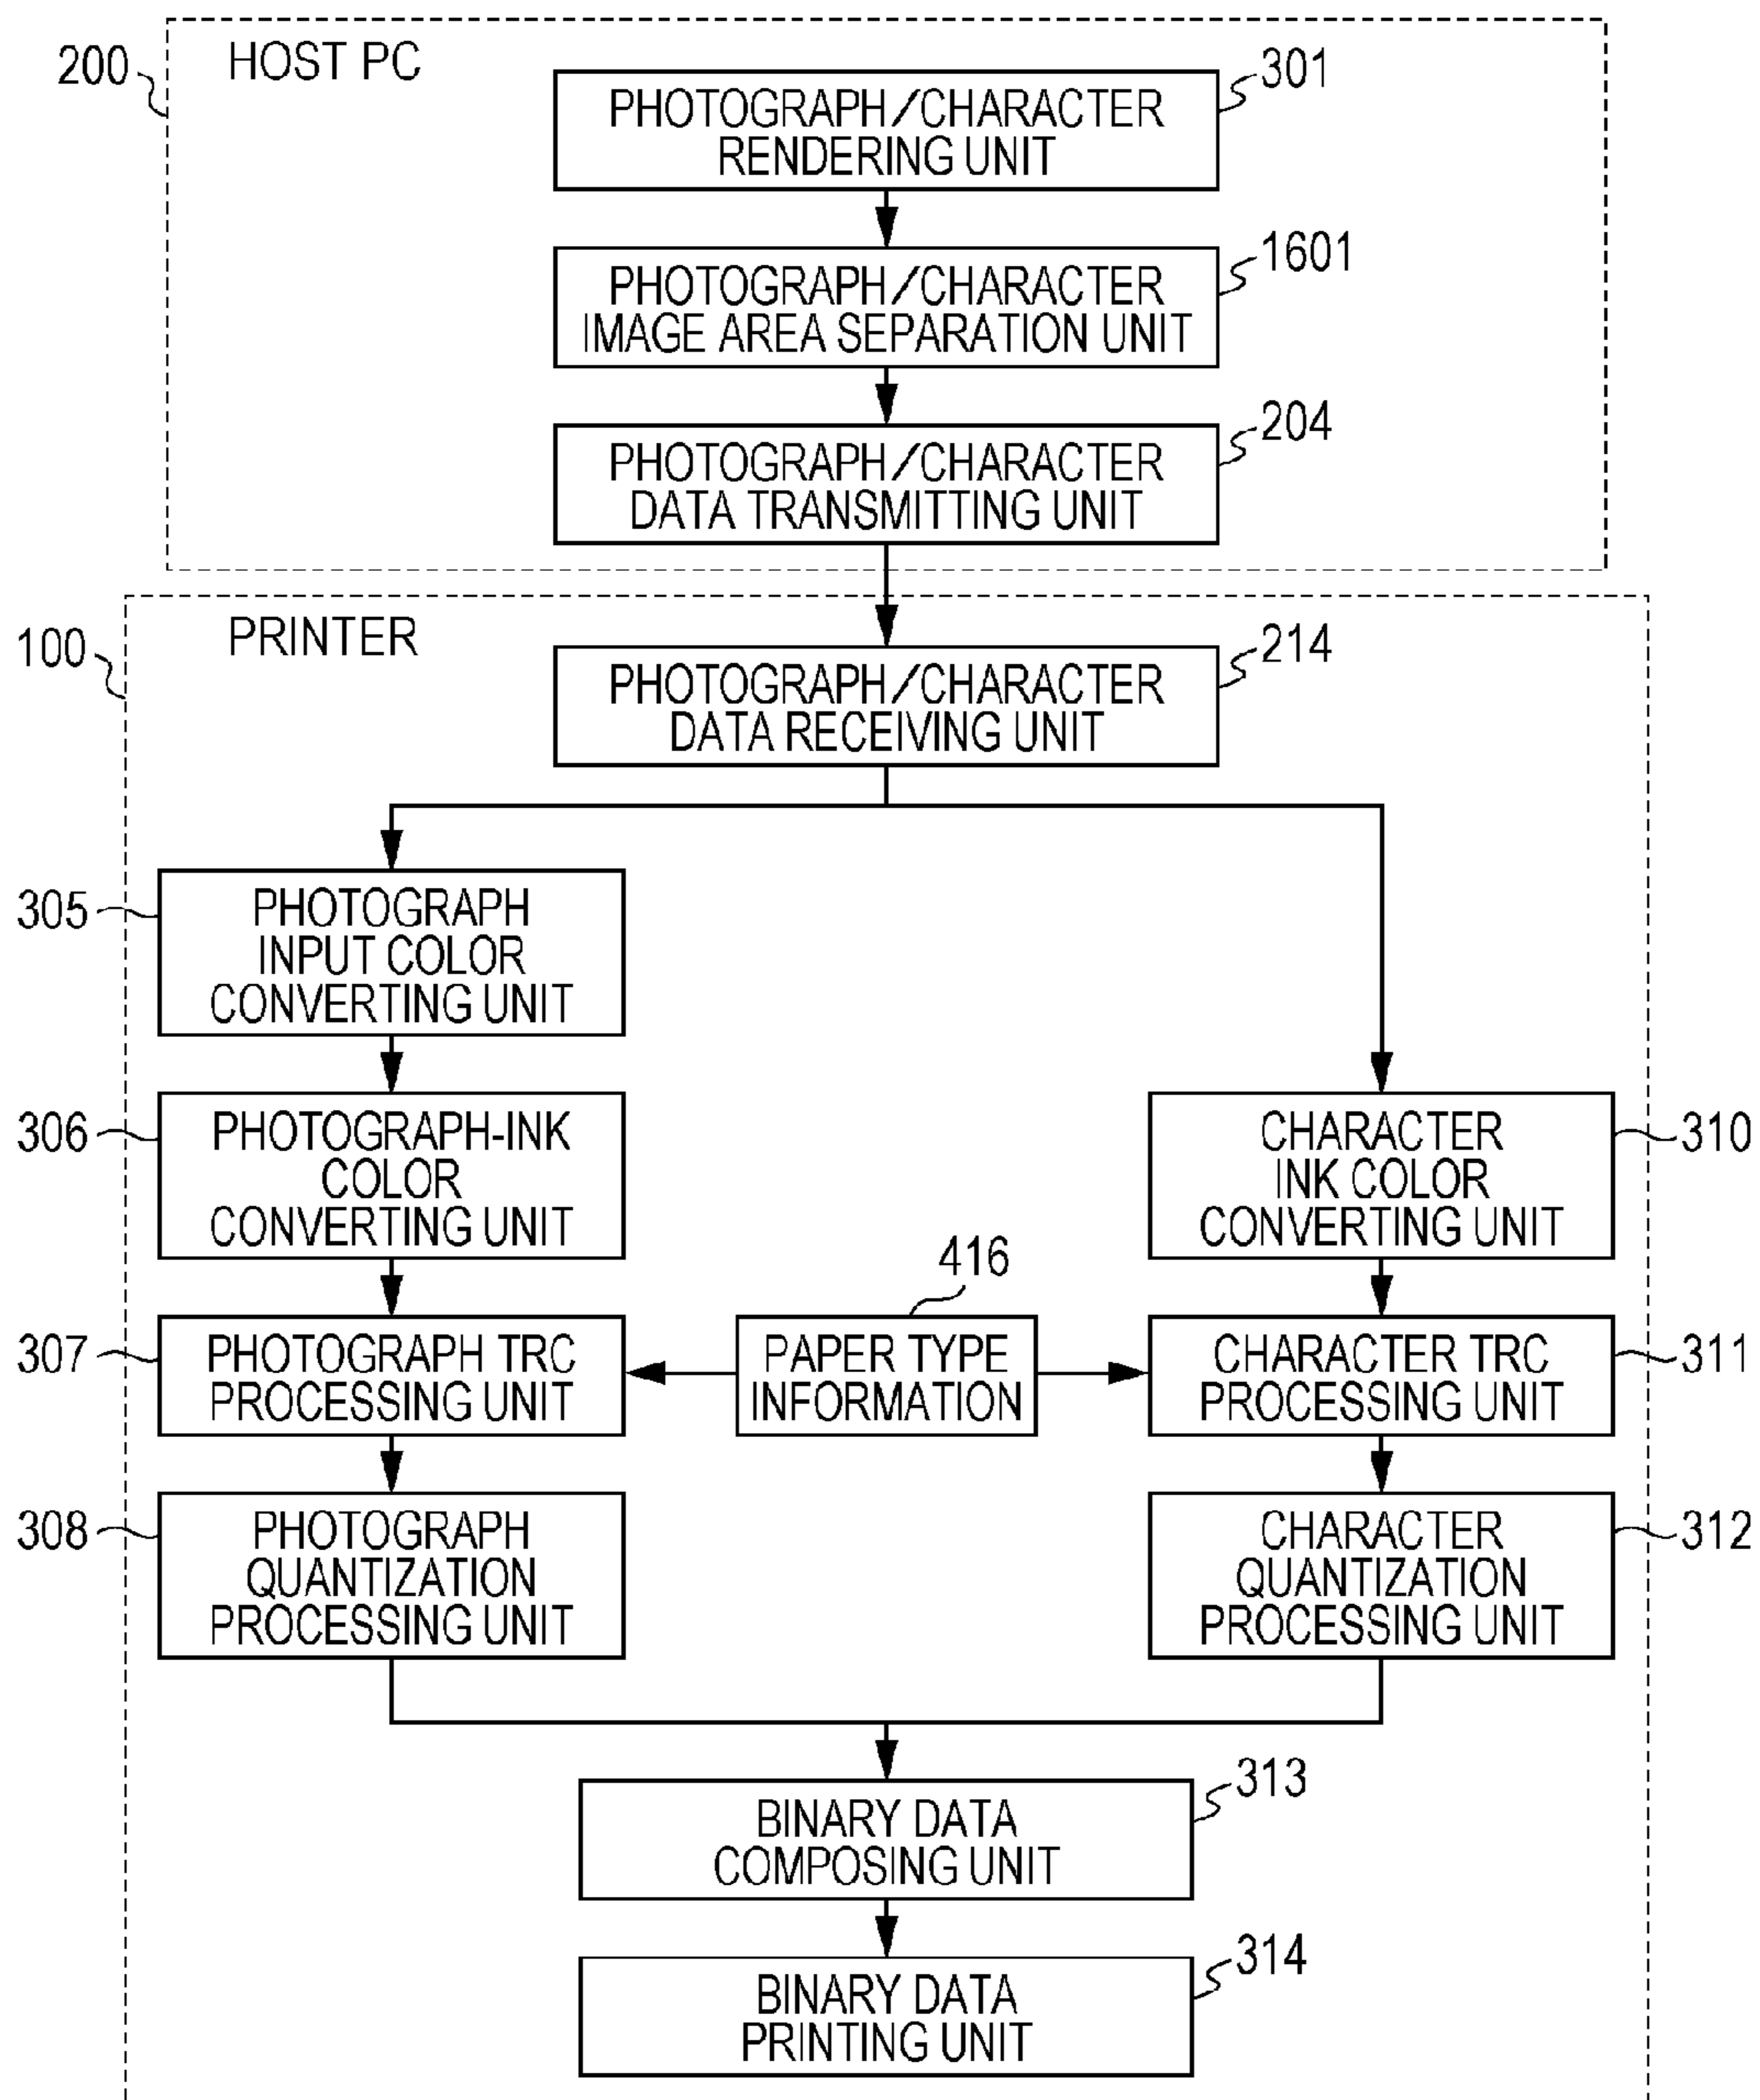 200
HOST PC
301
PHOTOGRAPH/CHARACTER
RENDERING UNIT
1601
PHOTOGRAPH/CHARACTER
IMAGE AREA SEPARATION UNIT
204
PHOTOGRAPH/CHARACTER
DATA TRANSMITTING UNIT
100
PRINTER
214
PHOTOGRAPH/CHARACTER
DATA RECEIVING UNIT
305
PHOTOGRAPH
INPUT COLOR
CONVERTING UNIT
306
PHOTOGRAPH-INK
COLOR
CONVERTING UNIT
310
CHARACTER
INK COLOR
CONVERTING UNIT
416
307
PHOTOGRAPH TRC
PROCESSING UNIT
PAPER TYPE
INFORMATION
CHARACTER TRC
PROCESSING UNIT
311
308
PHOTOGRAPH
QUANTIZATION
PROCESSING UNIT
CHARACTER
QUANTIZATION
PROCESSING UNIT
312
313
BINARY DATA
COMPOSING UNIT
314
BINARY DATA
PRINTING UNIT